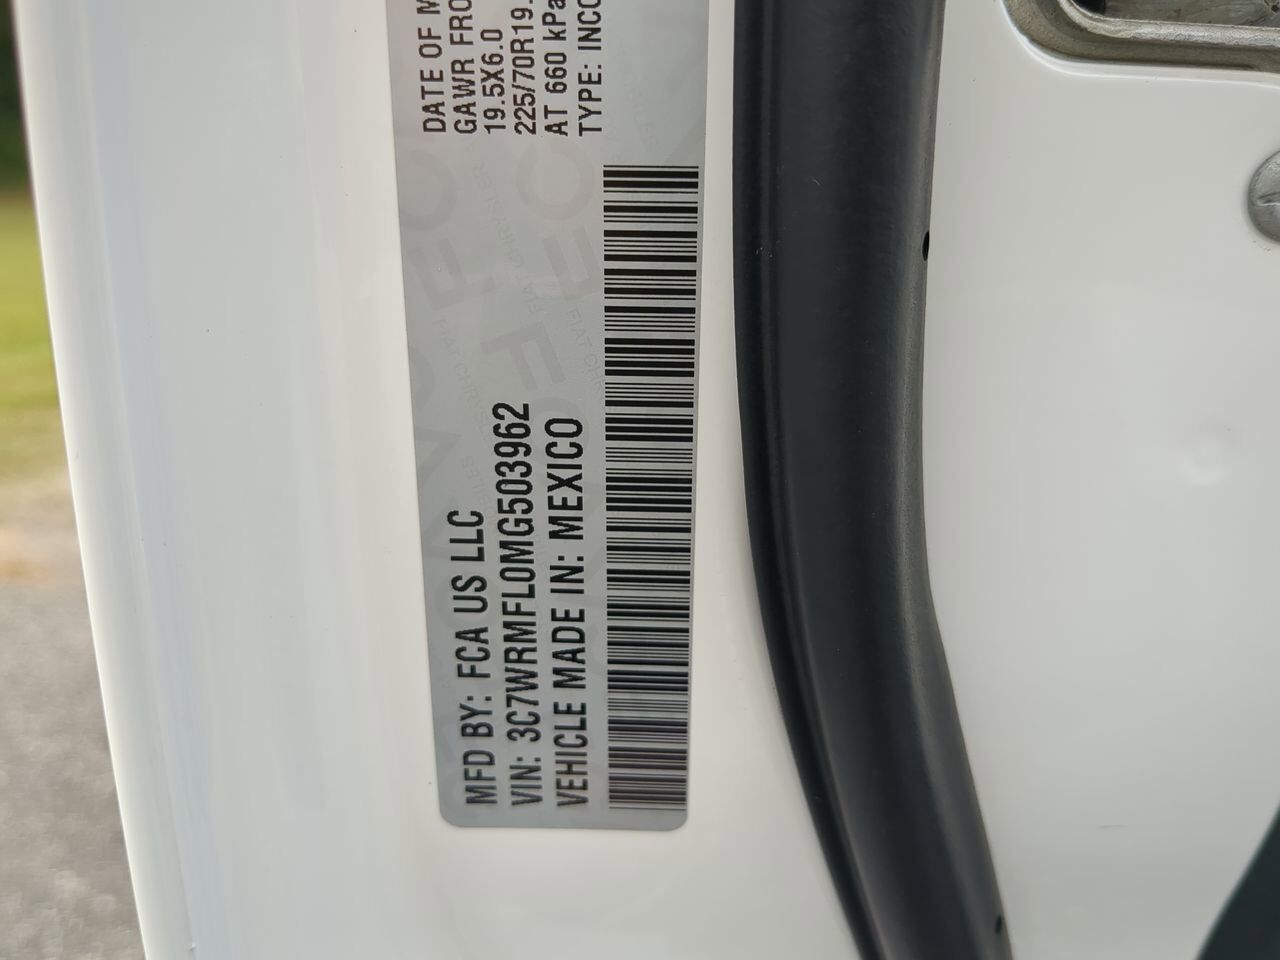 MFD BY: FCA US LLC
VIN: 3C7WRMFL0MG503962
VEHICLE MADE IN: MEXICO
DATE OF M
GAWR FRO
19.5X6.0
225/70R19.
AT 660 kPa
TYPE: INCO